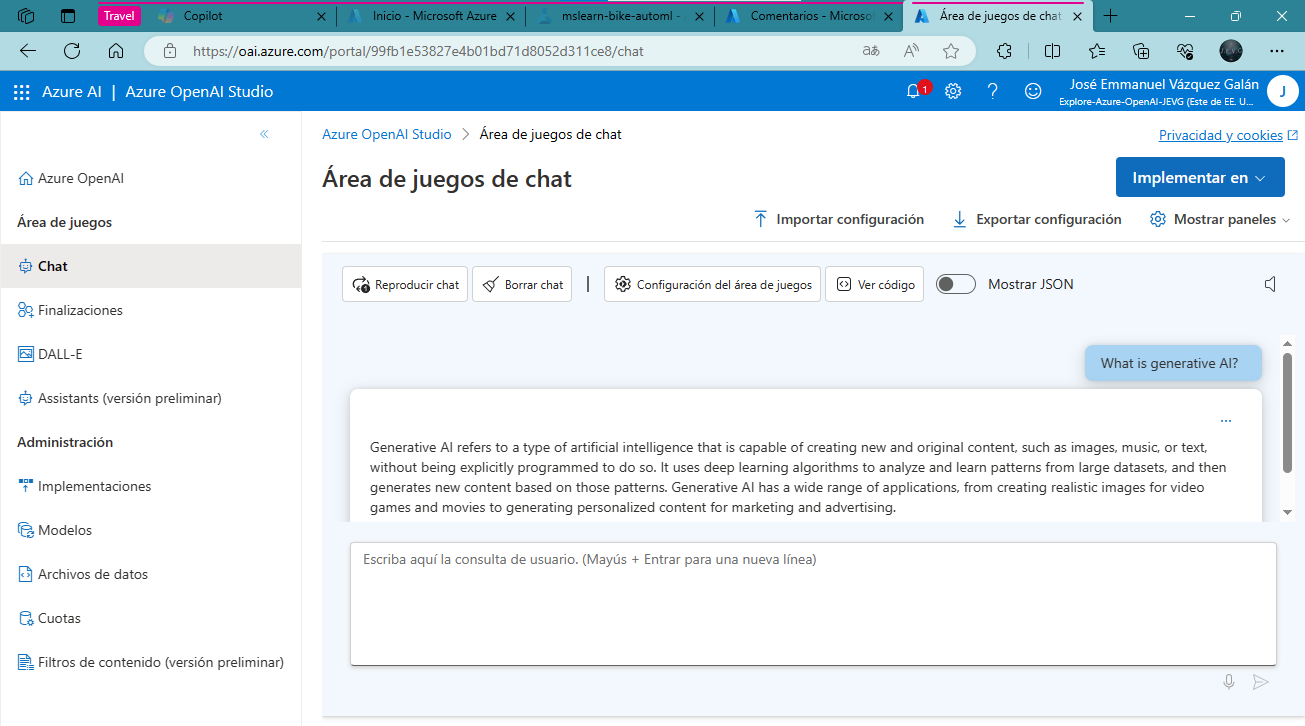 Travel
Copilot
Inicio - Microsoft Azure
mslearn-bike-automl -
Comentarios - Microso
Área de juegos de chat
https://oai.azure.com/portal/99fb1e53827e4b01bd71d8052d311ce8/chat
Azure AI | Azure OpenAI Studio
1
José Emmanuel Vázquez Galán
Explore-Azure-OpenAI-JEVG (Este de EE. U...
J
Azure OpenAI
Área de juegos
Chat
Finalizaciones
DALL-E
Assistants (versión preliminar)
Administración
Implementaciones
Modelos
Archivos de datos
Cuotas
Filtros de contenido (versión preliminar)
Azure OpenAI Studio > Área de juegos de chat
Privacidad y cookies
Área de juegos de chat
Implementar en
Importar configuración
Exportar configuración
Mostrar paneles
Reproducir chat
Borrar chat
Configuración del área de juegos
Ver código
Mostrar JSON
What is generative AI?
Generative AI refers to a type of artificial intelligence that is capable of creating new and original content, such as images, music, or text,
without being explicitly programmed to do so. It uses deep learning algorithms to analyze and learn patterns from large datasets, and then
generates new content based on those patterns. Generative AI has a wide range of applications, from creating realistic images for video
games and movies to generating personalized content for marketing and advertising.
Escriba aquí la consulta de usuario. (Mayús + Entrar para una nueva línea)